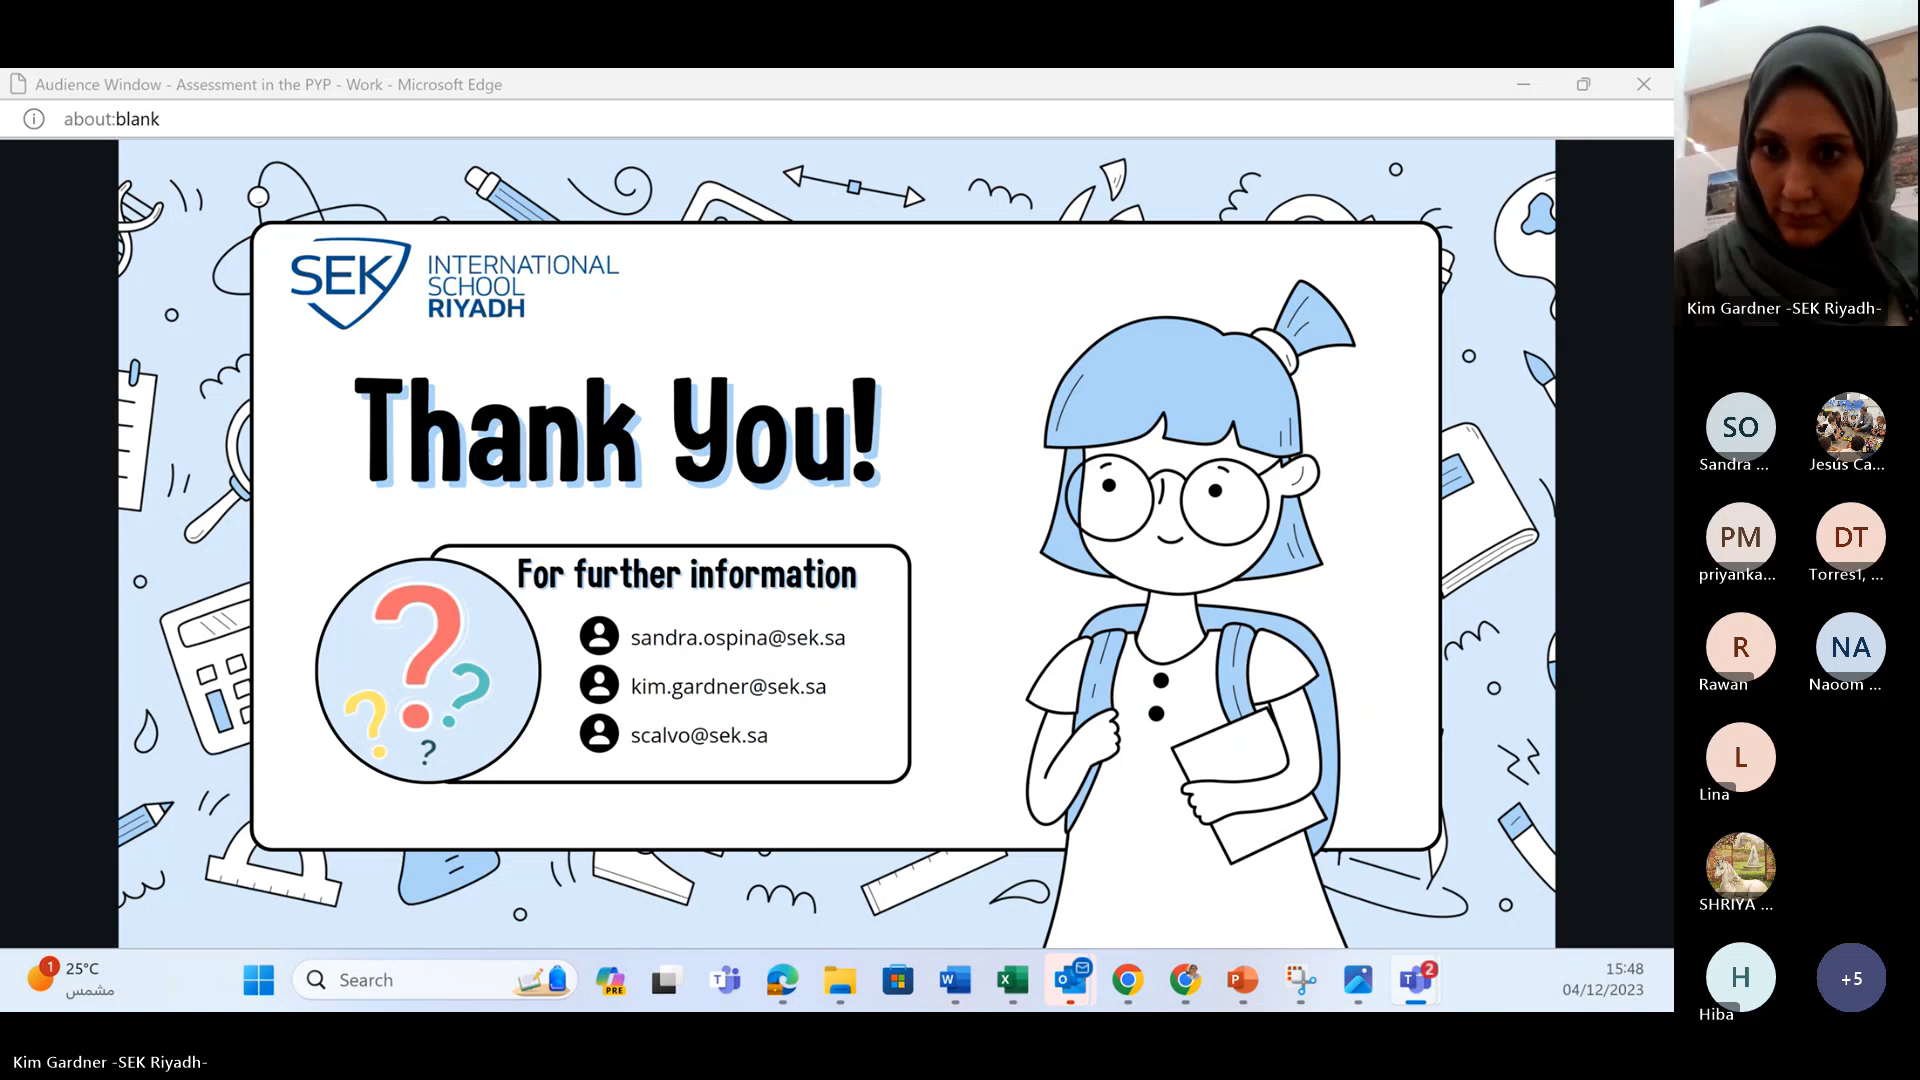 Audience Window - Assessment in the PYP - Work - Microsoft Edge
about:blank
SEK
INTERNATIONAL
SCHOOL
RIYADH
Thank You!
For further information
sandra.ospina@sek.sa
kim.gardner@sek.sa
scalvo@sek.sa
Kim Gardner -SEK Riyadh-
SO
Sandra ...
Jesús Ca...
PM
priyanka...
DT
Torres1, ...
R
Rawan
NA
Naoom ...
L
Lina
SHRIYA ...
H
Hiba
+5
1
25°C
مشمس
Search
PRE
2
15:48
04/12/2023
Kim Gardner -SEK Riyadh-